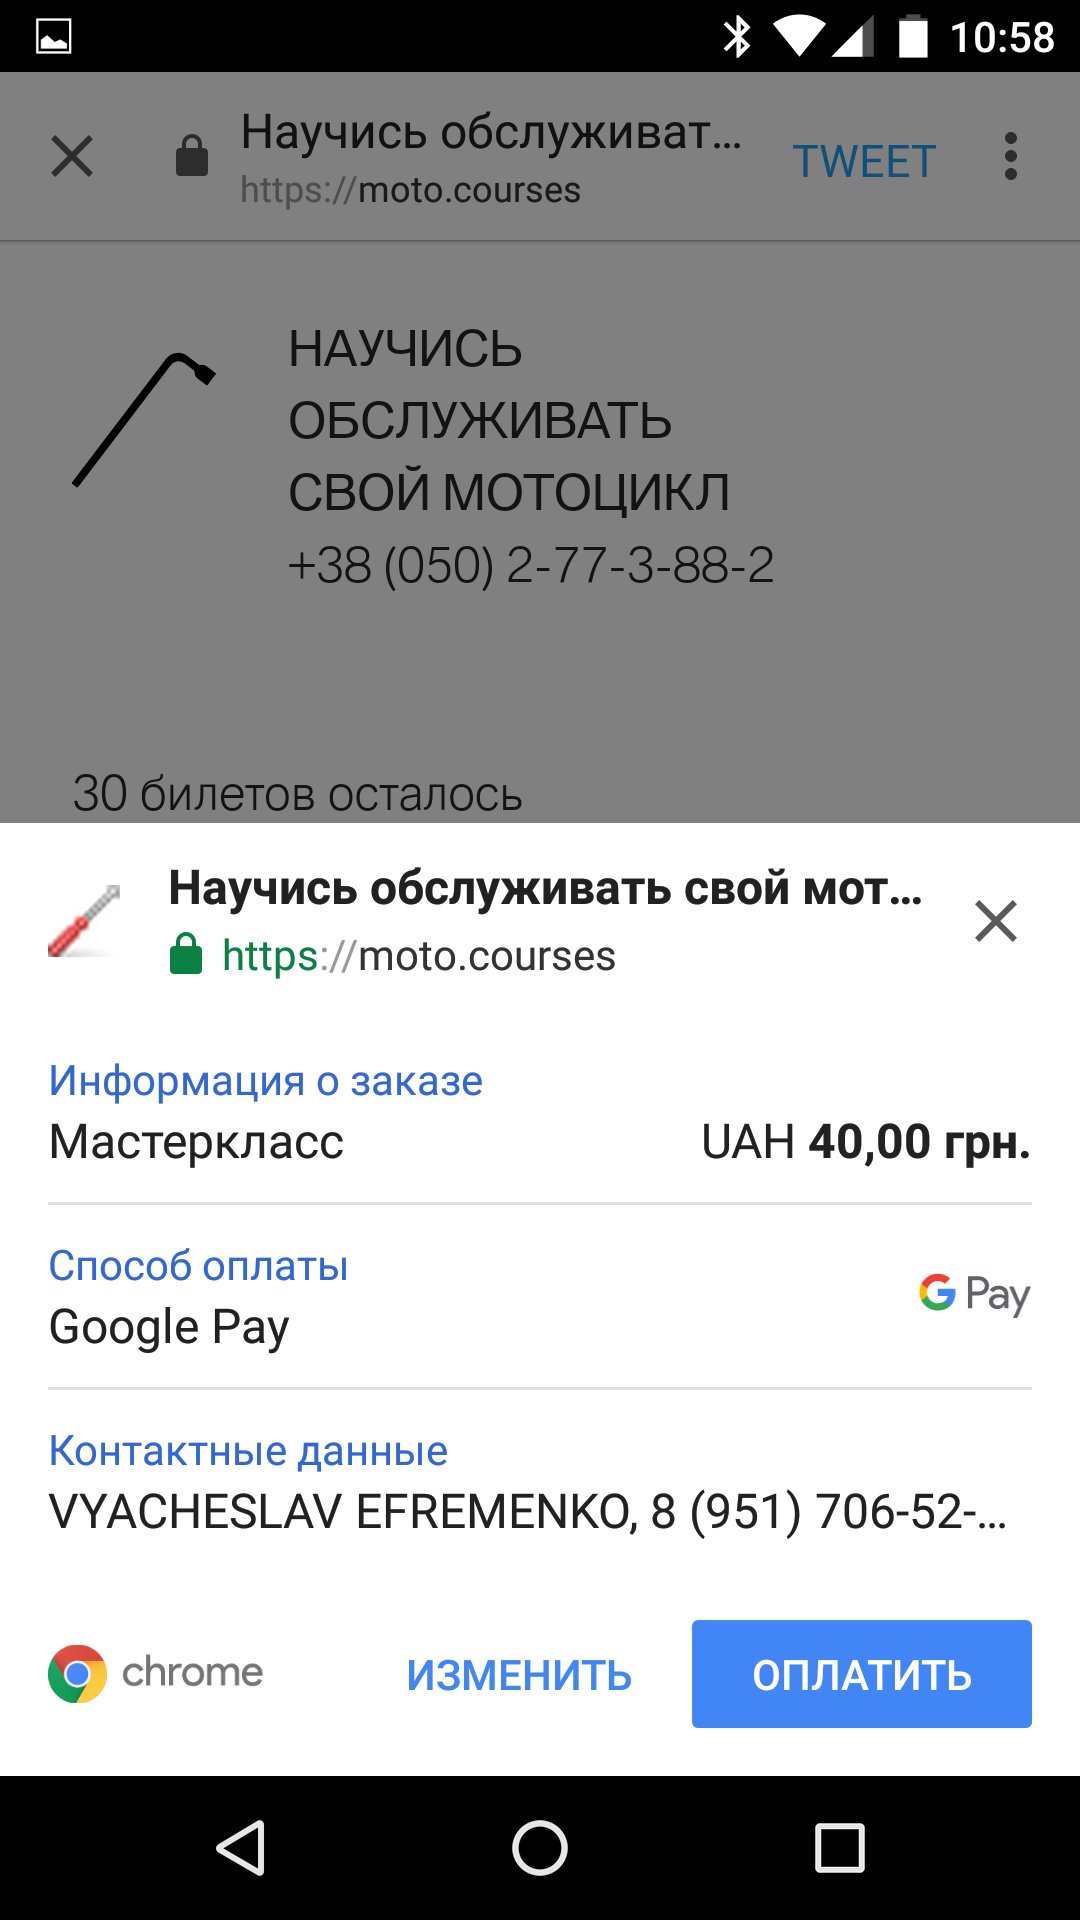 10:58
Научись обслуживат...
TWEET
https://moto.courses
НАУЧИСЬ
ОБСЛУЖИВАТЬ
СВОЙ МОТОЦИКЛ
+38 (050) 2-77-3-88-2
30 билетов осталось
Научись обслуживать свой мот...
https://moto.courses
Информация о заказе
Мастеркласс UAH 40,00 грн.
Способ оплаты
Google Pay
G Pay
Контактные данные
VYACHESLAV EFREMENKO, 8 (951) 706-52-...
chrome ИЗМЕНИТЬ ОПЛАТИТЬ